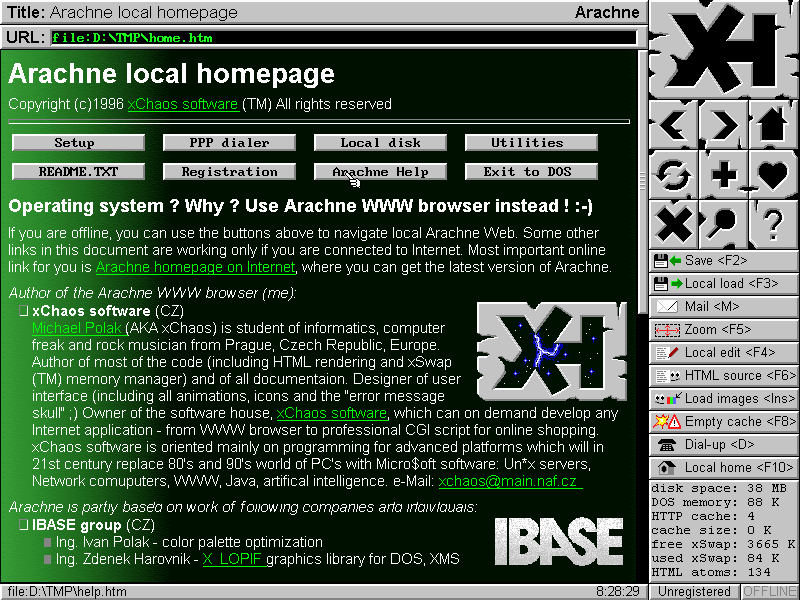 Title: Arachne local homepage Arachne
URL: file:D:\TMP\home.htm
Arachne local homepage
Copyright (c)1996 xChaos software (TM) All rights reserved
Setup PPP dialer Local disk Utilities
README.TXT Registration Arachne Help Exit to DOS
Operating system ? Why ? Use Arachne WWW browser instead ! :-)
If you are offline, you can use the buttons above to navigate local Arachne Web. Some other
links in this document are working only if you are connected to Internet. Most important online
link for you is Arachne homepage on Internet, where you can get the latest version of Arachne.
Author of the Arachne WWW browser (me):
xChaos software (CZ)
Michael Polak (AKA xChaos) is student of informatics, computer
freak and rock musician from Prague, Czech Republic, Europe.
Author of most of the code (including HTML rendering and xSwap
(TM) memory manager) and of all documentaion. Designer of user
interface (including all animations, icons and the "error message
skull" ;) Owner of the software house, xChaos software, which can on demand develop any
Internet application - from WWW browser to professional CGI script for online shopping.
xChaos software is oriented mainly on programming for advanced platforms which will in
21st century replace 80's and 90's world of PC's with Micro$oft software: Un*x servers,
Network comuputers, WWW, Java, artifical intelligence. e-Mail: xchaos@main.naf.cz
Arachne is partly based on work of following companies and individuals:
IBASE group (CZ)
Ing. Ivan Polak - color palette optimization
Ing. Zdenek Harovnik - X_LOPIF graphics library for DOS, XMS
IBASE
XH
Save <F2>
Local load <F3>
Mail <M>
Zoom <F5>
Local edit <F4>
HTML source <F6>
Load images <Ins>
Empty cache <F8>
Dial-up <D>
Local home <F10>
disk space: 38 MB
DOS memory: 88 K
HTTP cache: 4
cache size: 0 K
free xSwap: 3665 K
used xSwap: 84 K
HTML atoms: 134
file:D:\TMP\help.htm 8:28:29 Unregistered OFFLINE